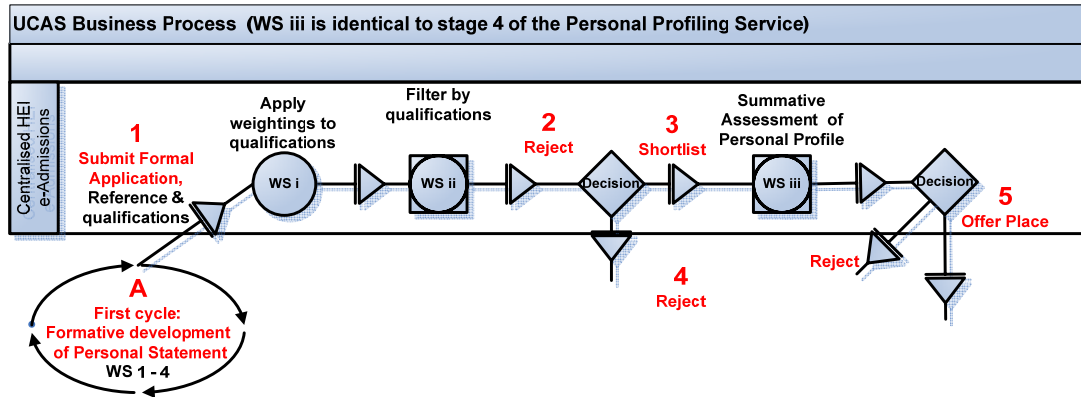 UCAS Business Process (WS iii is identical to stage 4 of the Personal Profiling Service)
Centralised HEI
e-Admissions
1
Submit Formal
Application,
Reference &
qualifications
Apply
weightings to
qualifications
WS i
Filter by
qualifications
WS ii
2
Reject
Decision
3
Shortlist
Summative
Assessment of
Personal Profile
WS iii
Decision
5
Offer Place
Reject
4
Reject
A
First cycle:
Formative development
of Personal Statement
WS 1 - 4